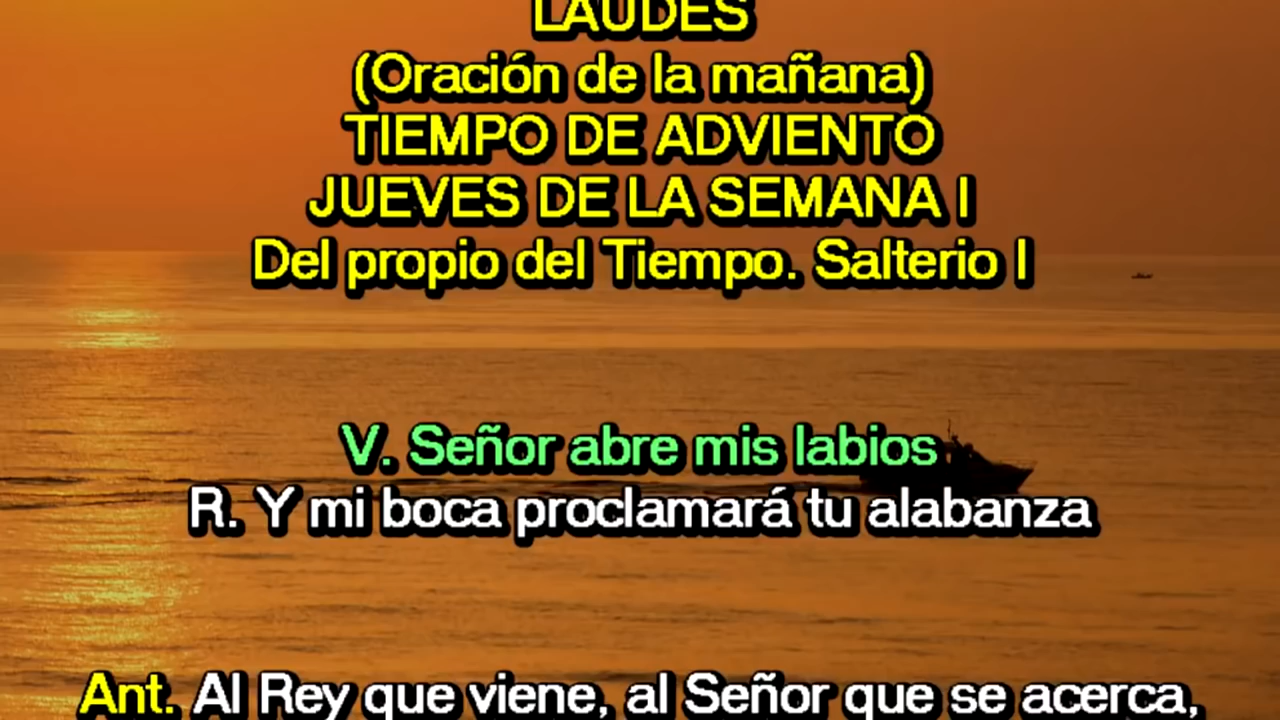 LAUDES
(Oración de la mañana)
TIEMPO DE ADVIENTO
JUEVES DE LA SEMANA I
Del propio del Tiempo. Salterio I
V. Señor abre mis labios
R. Y mi boca proclamará tu alabanza
Ant. Al Rey que viene, al Señor que se acerca,